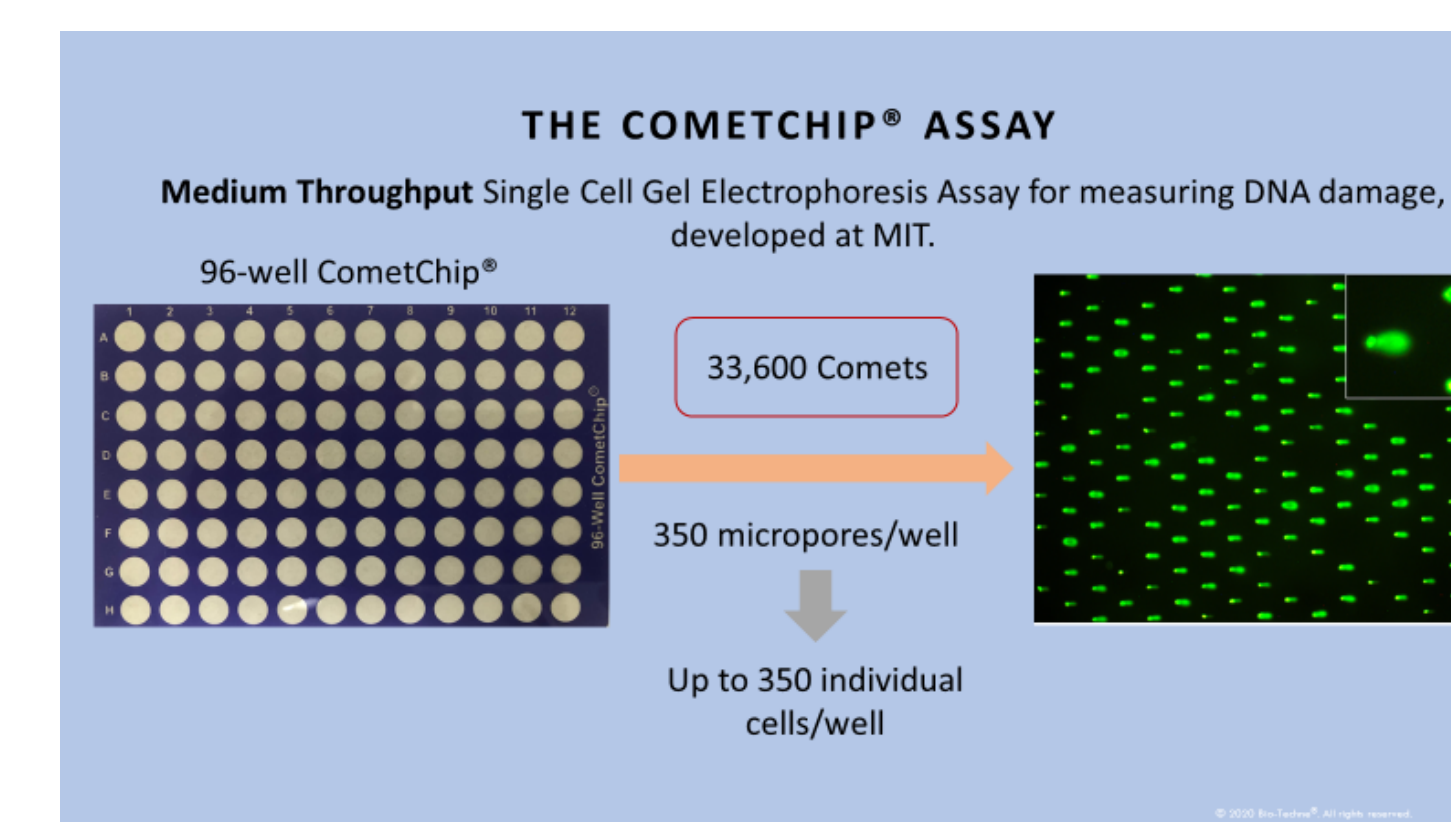 THE COMETCHIP® ASSAY
Medium Throughput Single Cell Gel Electrophoresis Assay for measuring DNA damage,
developed at MIT.
96-well CometChip®
1 2 3 4 5 6 7 8 9 10 11 12
A
B
C
D
E
F
G
H
96-Well CometChip©
33,600 Comets
350 micropores/well
Up to 350 individual
cells/well
© 2020 Bio-Techne®. All rights reserved.